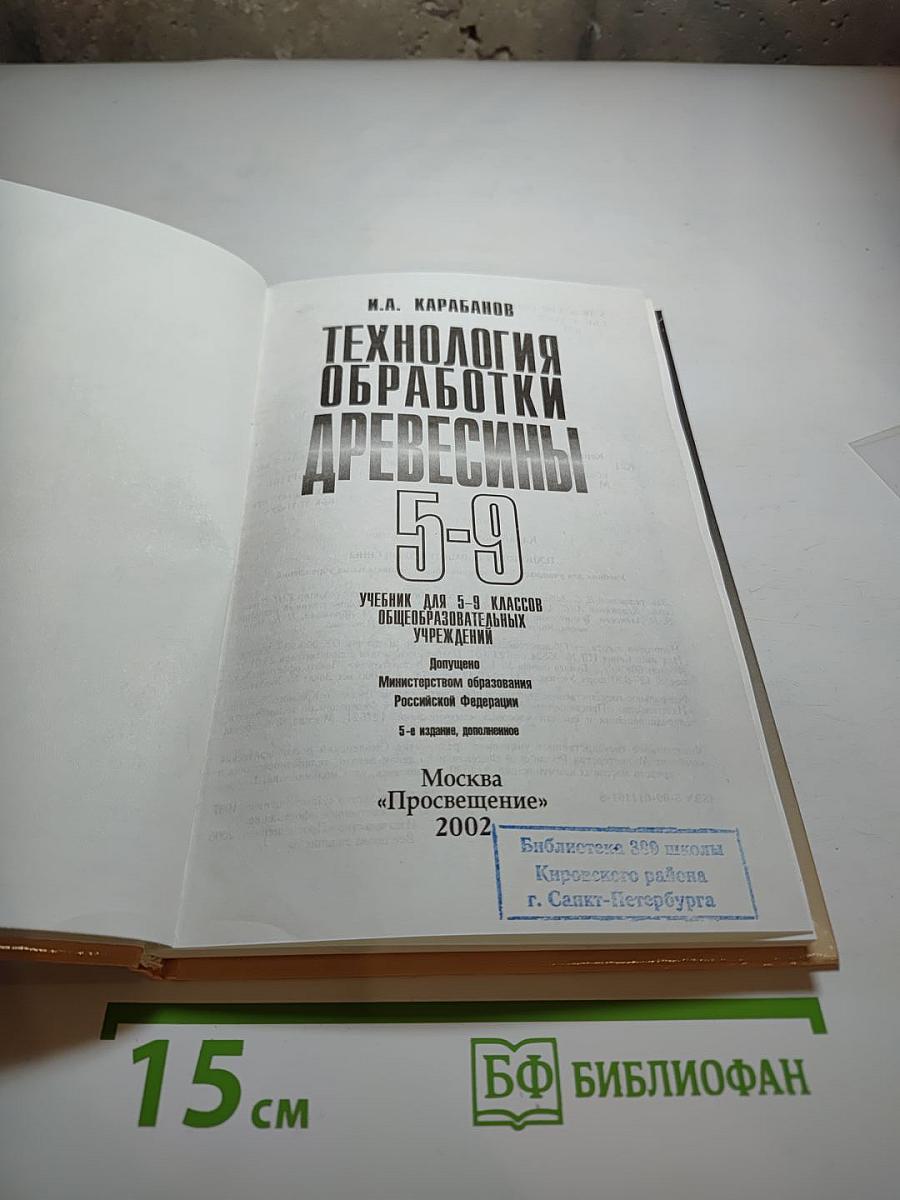 И.А. КАРАБАНОВ
ТЕХНОЛОГИЯ
ОБРАБОТКИ
ДРЕВЕСИНЫ
5-9
УЧЕБНИК ДЛЯ 5–9 КЛАССОВ
ОБЩЕОБРАЗОВАТЕЛЬНЫХ
УЧРЕЖДЕНИЙ
Допущено
Министерством образования
Российской Федерации
5-е издание, дополненное
Москва
«Просвещение»
2002
Библиотека школы
Кировского района
г. Санкт-Петербурга
15 см
БФ БИБЛИОФАН